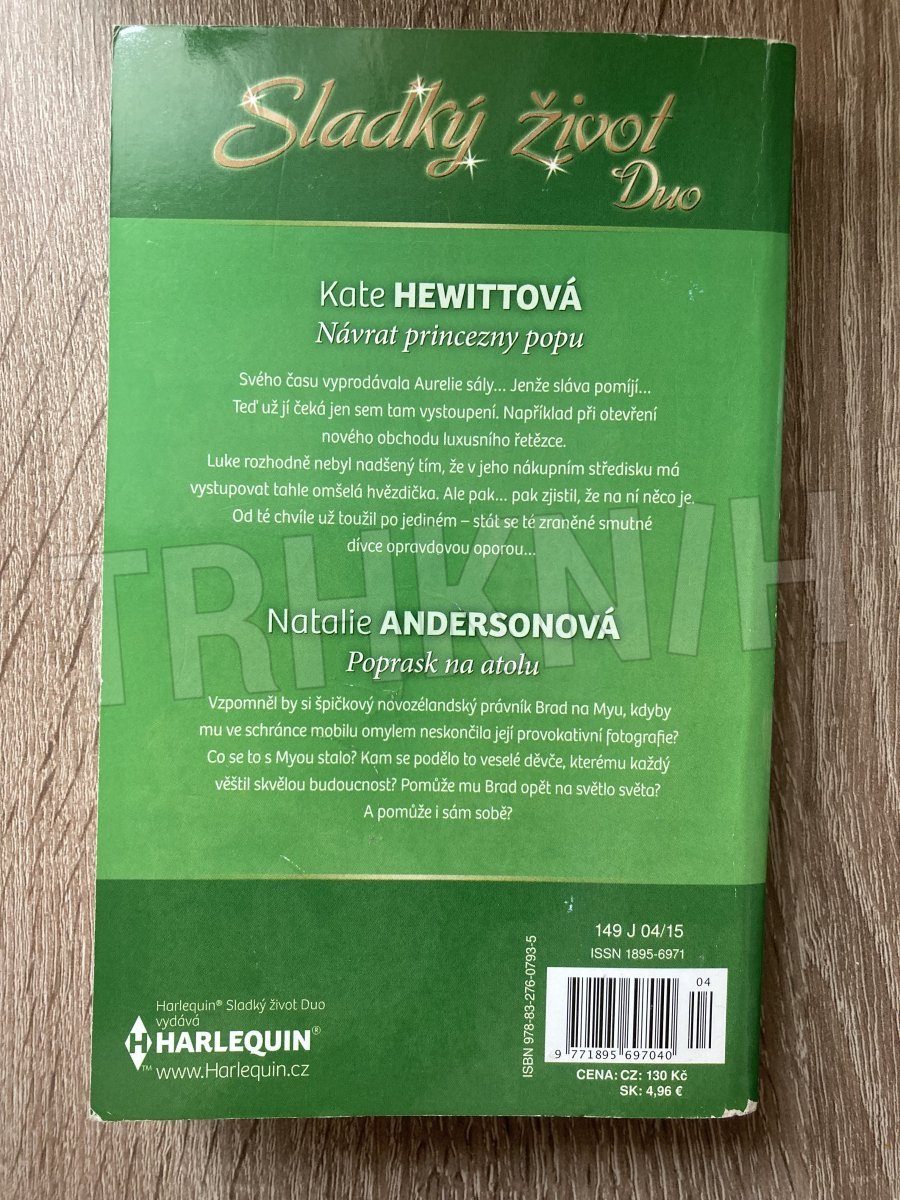 Sladký život
Duo
Kate HEWITTOVÁ
Návrat princezny popu
Svého času vyprodávala Aurelie sály... Jenže sláva pomíjí...
Teď už jí čeká jen sem tam vystoupení. Například při otevření
nového obchodu luxusního řetězce.
Luke rozhodně nebyl nadšený tím, že v jeho nákupním středisku má
vystupovat tahle omšelá hvězdička. Ale pak... pak zjistil, že na ní něco je.
Od té chvíle už toužil po jediném – stát se té zraněné smutné
dívce opravdovou oporou...
TRHKNIH
Natalie ANDERSONOVÁ
Poprask na atolu
Vzpomněl by si špičkový novozélandský právník Brad na Myu, kdyby
mu ve schránce mobilu omylem neskončila její provokativní fotografie?
Co se to s Myou stalo? Kam se podělo to veselé děvče, kterému každý
věštil skvělou budoucnost? Pomůže mu Brad opět na světlo světa?
A pomůže i sám sobě?
149 J 04/15
ISSN 1895-6971
ISBN 978-83-276-0793-5
04
9 771895 697040
CENA: CZ: 130 Kč
SK: 4,96 €
Harlequin® Sladký život Duo
vydává
H HARLEQUIN®
™ www.Harlequin.cz